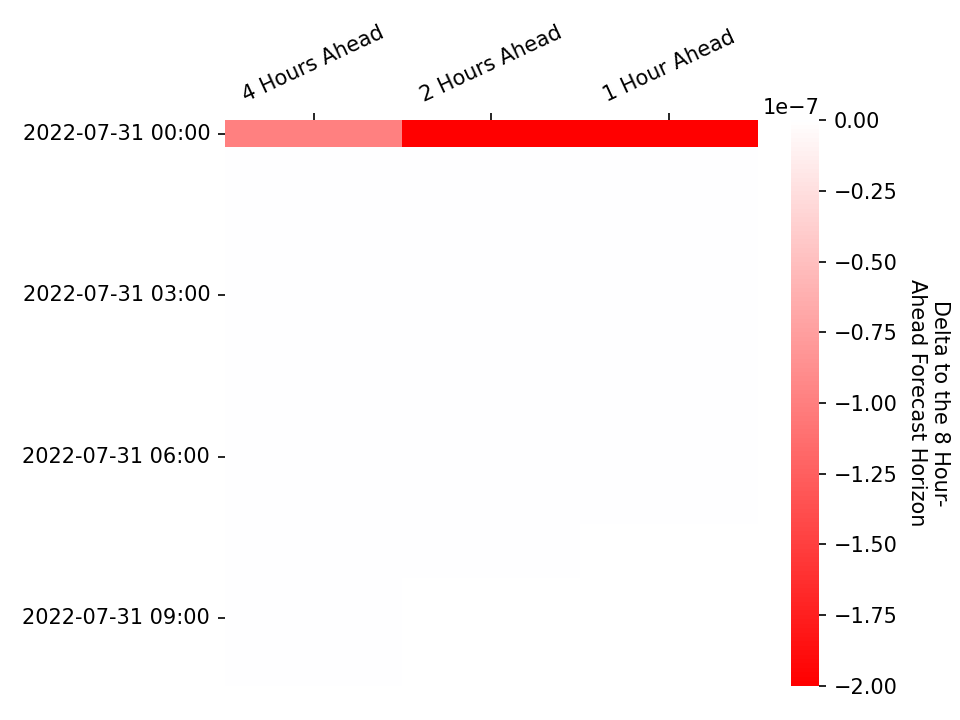 4 Hours Ahead
2 Hours Ahead
1 Hour Ahead
1e−7
2022-07-31 00:00
2022-07-31 03:00
2022-07-31 06:00
2022-07-31 09:00
0.00
−0.25
−0.50
−0.75
−1.00
−1.25
−1.50
−1.75
−2.00
Delta to the 8 Hour-
Ahead Forecast Horizon